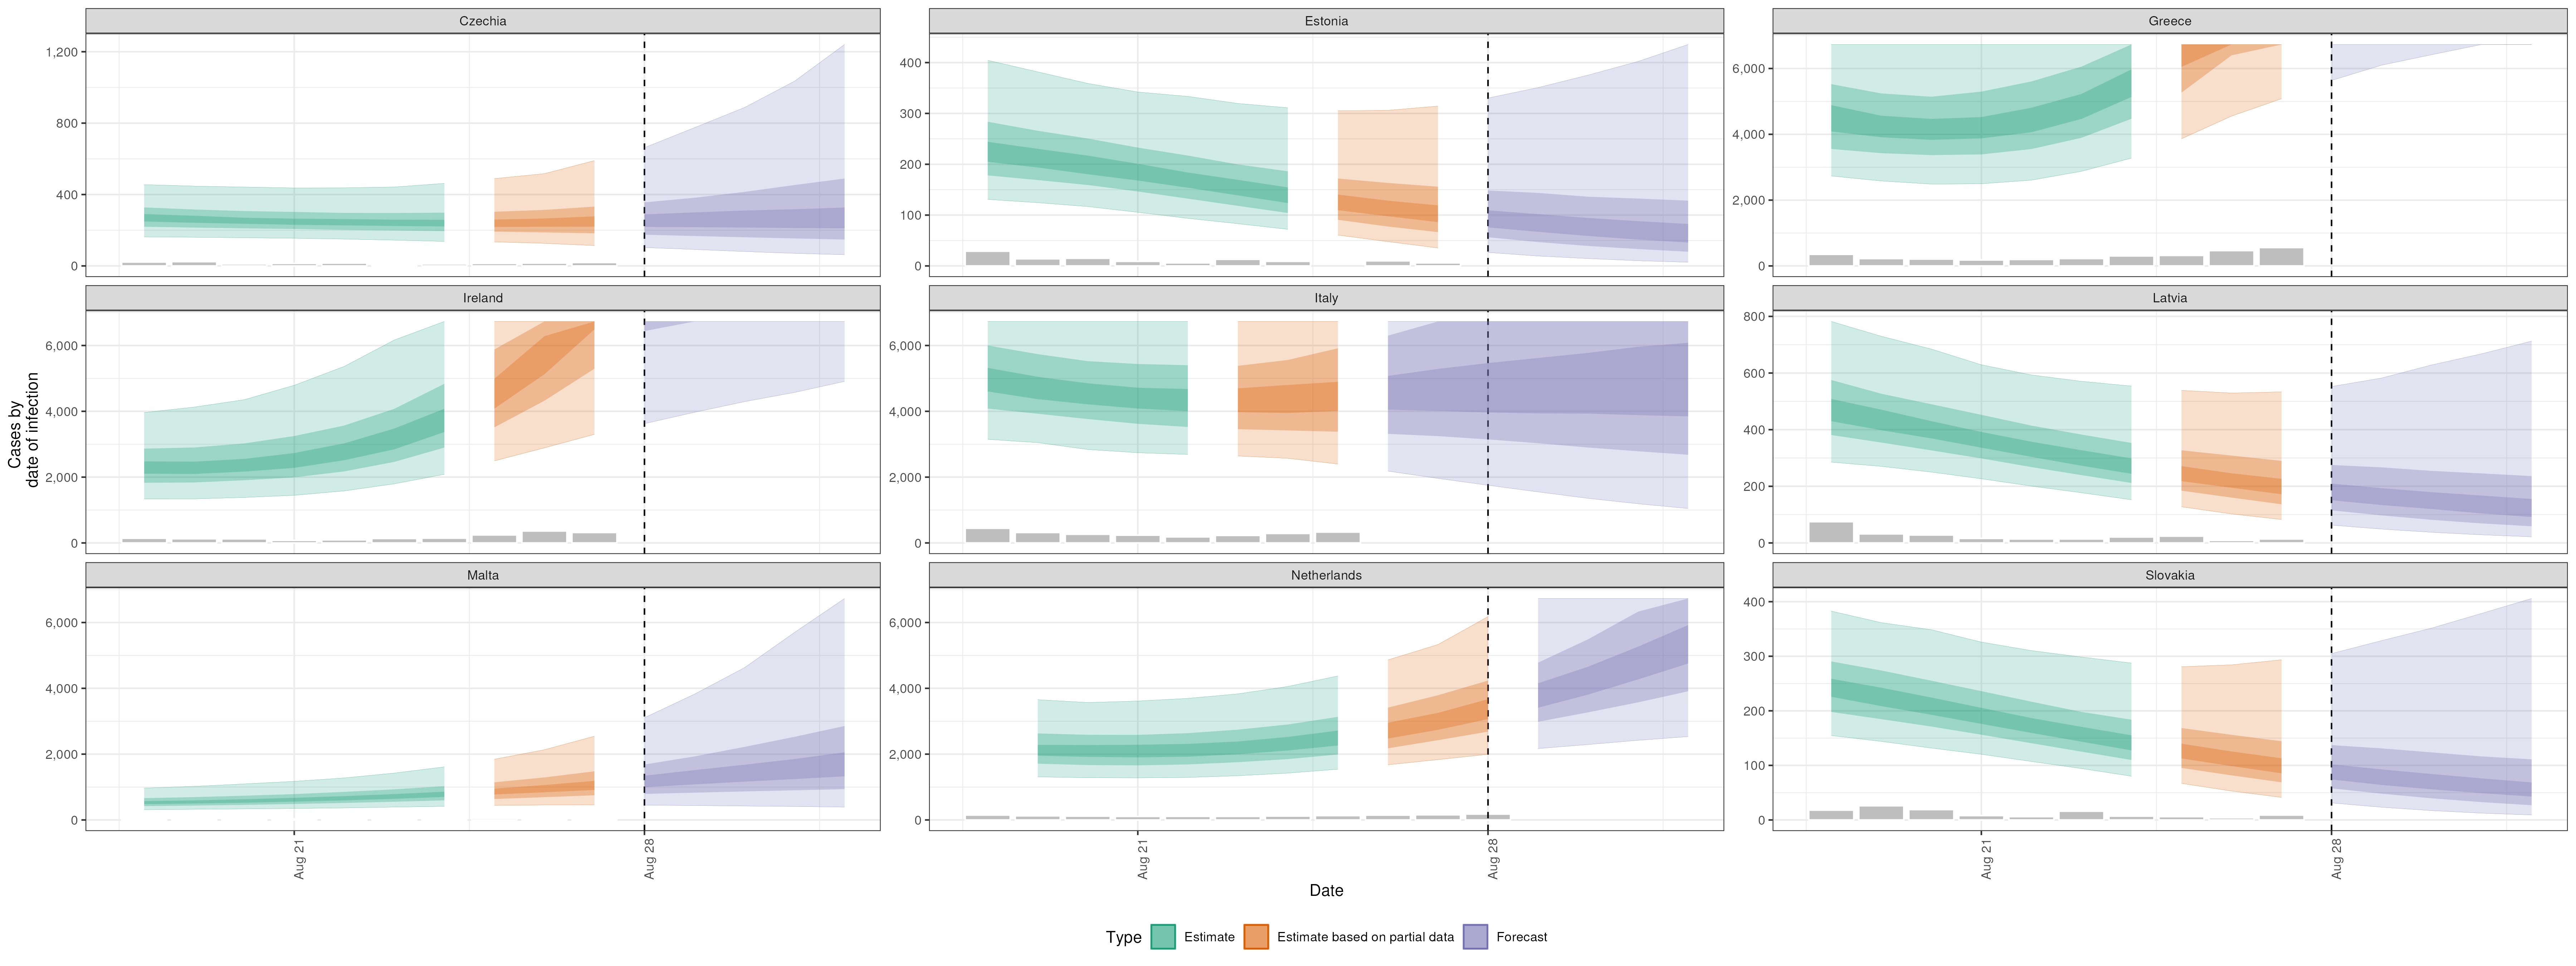 Czechia
Estonia
Greece
1,200
800
400
0
400
300
200
100
0
6,000
4,000
2,000
0
Ireland
Italy
Latvia
Cases by
date of infection
6,000
4,000
2,000
0
6,000
4,000
2,000
0
800
600
400
200
0
Malta
Netherlands
Slovakia
6,000
4,000
2,000
0
6,000
4,000
2,000
0
400
300
200
100
0
Aug 21
Aug 28
Aug 21
Aug 28
Aug 21
Aug 28
Date
Type Estimate Estimate based on partial data Forecast